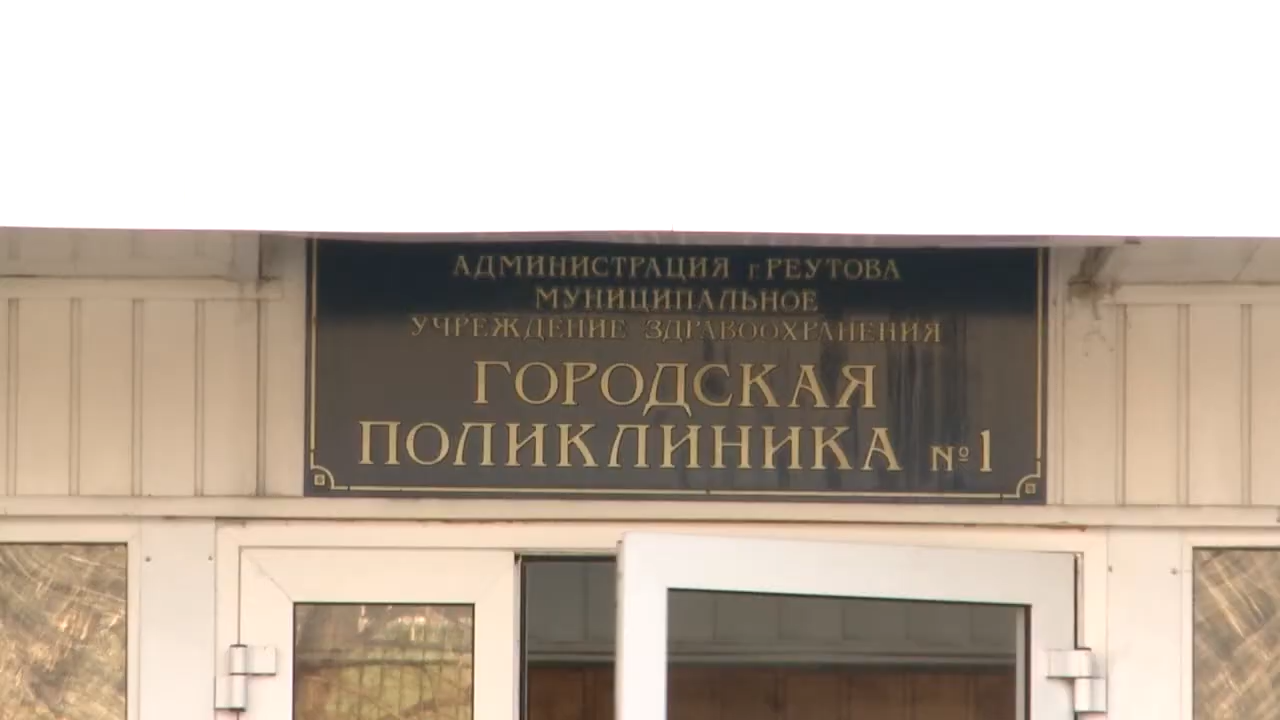 АДМИНИСТРАЦИЯ г.РЕУТОВА
МУНИЦИПАЛЬНОЕ
УЧРЕЖДЕНИЕ ЗДРАВООХРАНЕНИЯ
ГОРОДСКАЯ
ПОЛИКЛИНИКА №1